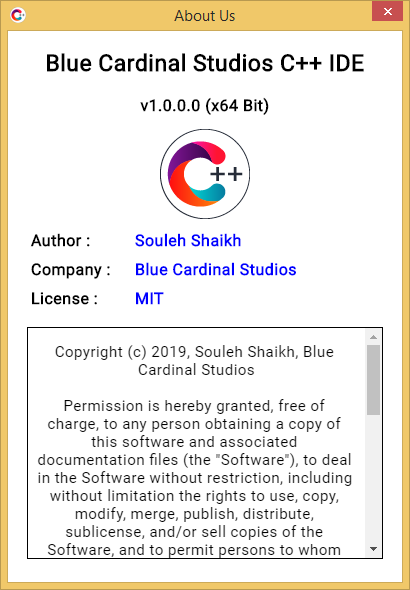 About Us
Blue Cardinal Studios C++ IDE
v1.0.0.0 (x64 Bit)
C++
Author : Souleh Shaikh
Company : Blue Cardinal Studios
License : MIT
Copyright (c) 2019, Souleh Shaikh, Blue
Cardinal Studios
Permission is hereby granted, free of
charge, to any person obtaining a copy of
this software and associated
documentation files (the "Software"), to deal
in the Software without restriction, including
without limitation the rights to use, copy,
modify, merge, publish, distribute,
sublicense, and/or sell copies of the
Software, and to permit persons to whom